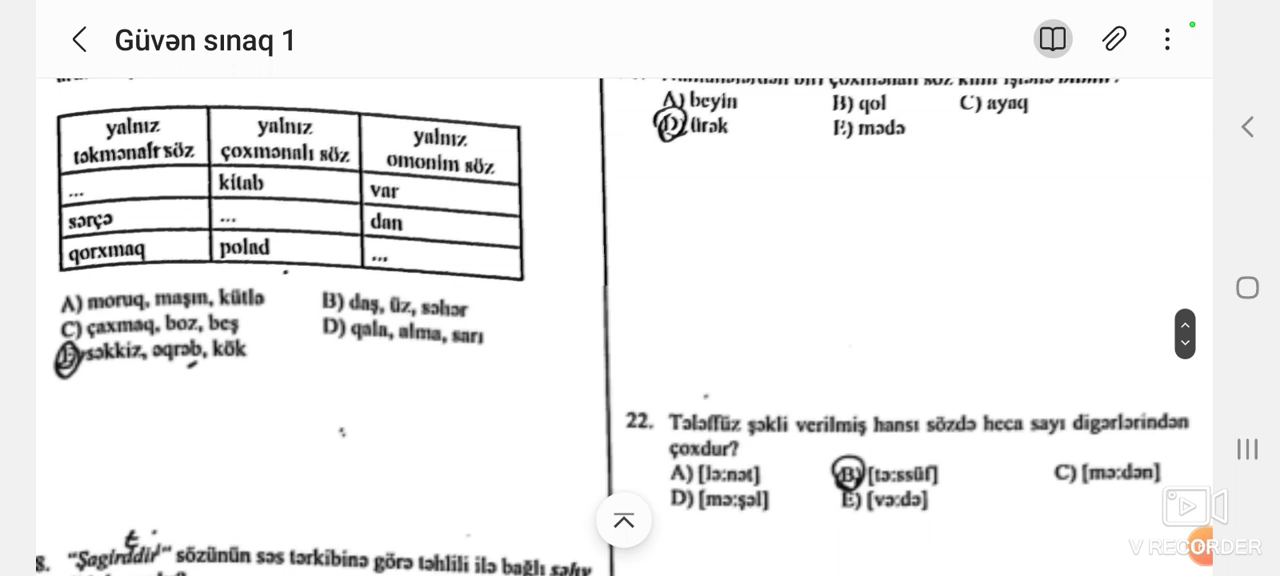 Güvən sınaq 1
yalnız təkmənalı söz
yalnız çoxmənalı söz
yalnız omonim söz
... kitab var
sərçə ... dan
qorxmaq polad ...
A) moruq, maşın, kütlə B) daş, üz, səhər
C) çaxmaq, boz, beş D) qala, alma, sarı
E) səkkiz, əqrəb, kök
8. "Şagirddir" sözünün səs tərkibinə görə təhlili ilə bağlı səhv
A) beyin B) qol C) ayaq
D) ürək E) mədə
22. Tələffüz şəkli verilmiş hansı sözdə heca sayı digərlərindən
çoxdur?
A) [lə:nət] B) [tə:ssüf] C) [mə:dən]
D) [mə:şəl] E) [və:də]
V RECORDER